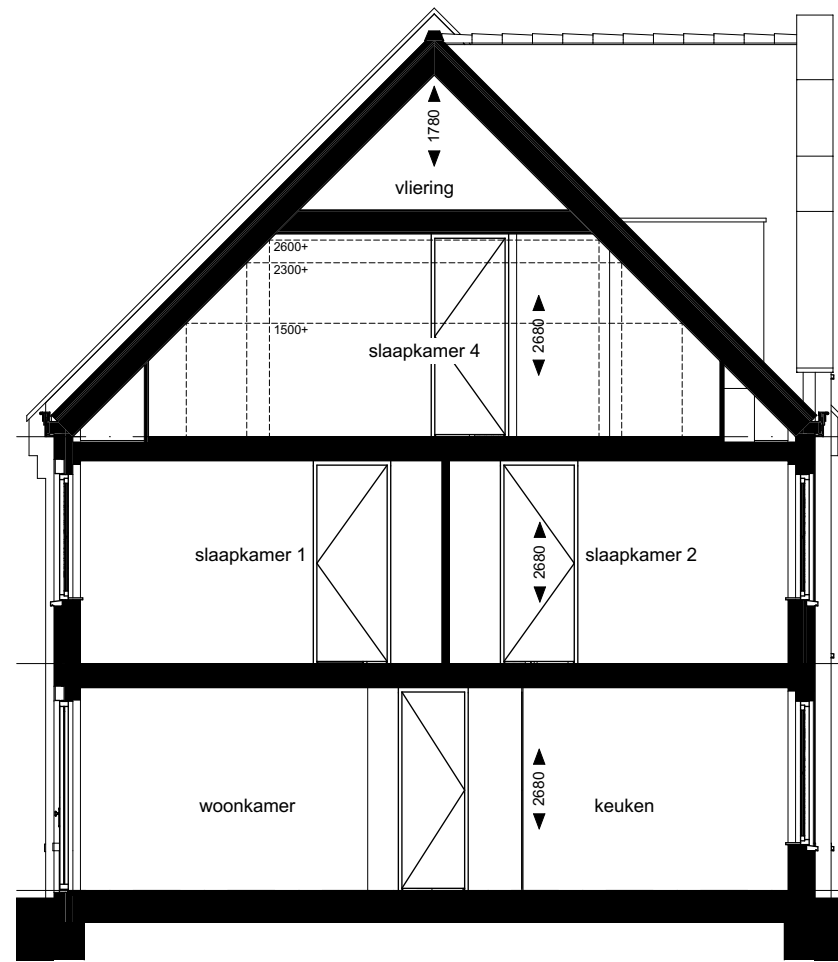 1780
vliering
2600+
2300+
1500+
2680
slaapkamer 4
slaapkamer 1
2680
slaapkamer 2
woonkamer
2680
keuken